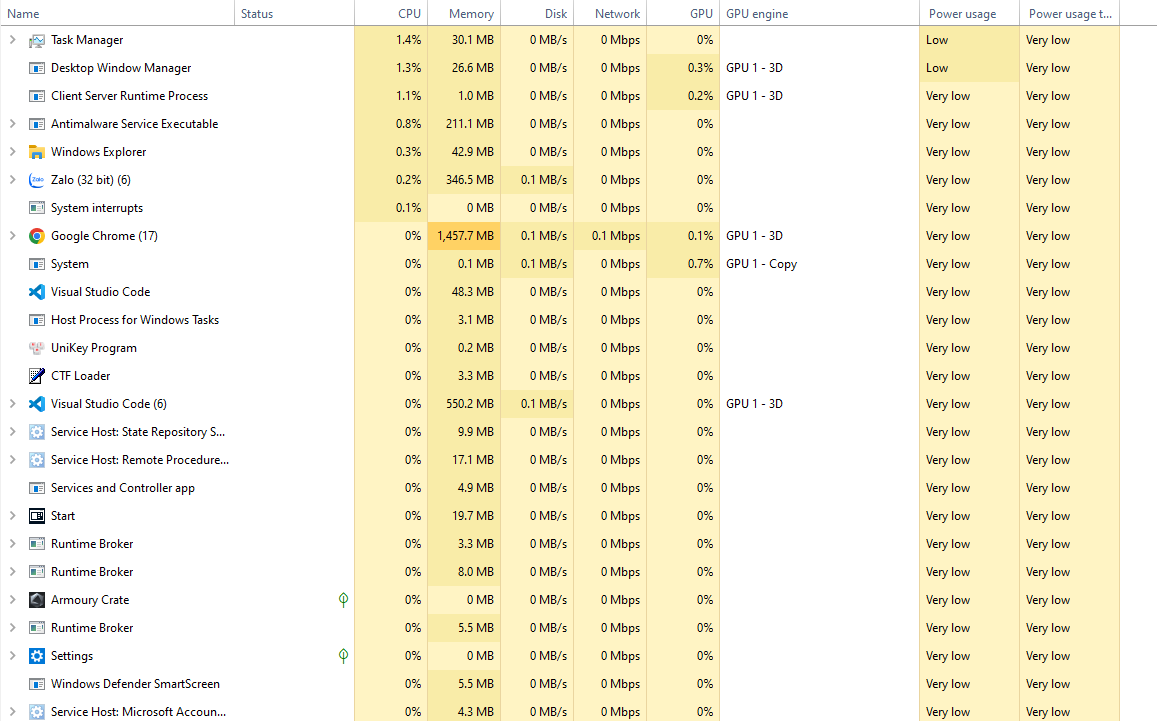 Name Status CPU Memory Disk Network GPU GPU engine Power usage Power usage t...
Task Manager 1.4% 30.1 MB 0 MB/s 0 Mbps 0% Low Very low
Desktop Window Manager 1.3% 26.6 MB 0 MB/s 0 Mbps 0.3% GPU 1 - 3D Low Very low
Client Server Runtime Process 1.1% 1.0 MB 0 MB/s 0 Mbps 0.2% GPU 1 - 3D Very low Very low
Antimalware Service Executable 0.8% 211.1 MB 0 MB/s 0 Mbps 0% Very low Very low
Windows Explorer 0.3% 42.9 MB 0 MB/s 0 Mbps 0% Very low Very low
Zalo Zalo (32 bit) (6) 0.2% 346.5 MB 0.1 MB/s 0 Mbps 0% Very low Very low
System interrupts 0.1% 0 MB 0 MB/s 0 Mbps 0% Very low Very low
Google Chrome (17) 0% 1,457.7 MB 0.1 MB/s 0.1 Mbps 0.1% GPU 1 - 3D Very low Very low
System 0% 0.1 MB 0.1 MB/s 0 Mbps 0.7% GPU 1 - Copy Very low Very low
Visual Studio Code 0% 48.3 MB 0 MB/s 0 Mbps 0% Very low Very low
Host Process for Windows Tasks 0% 3.1 MB 0 MB/s 0 Mbps 0% Very low Very low
UniKey Program 0% 0.2 MB 0 MB/s 0 Mbps 0% Very low Very low
CTF Loader 0% 3.3 MB 0 MB/s 0 Mbps 0% Very low Very low
Visual Studio Code (6) 0% 550.2 MB 0.1 MB/s 0 Mbps 0% GPU 1 - 3D Very low Very low
Service Host: State Repository S... 0% 9.9 MB 0 MB/s 0 Mbps 0% Very low Very low
Service Host: Remote Procedure... 0% 17.1 MB 0 MB/s 0 Mbps 0% Very low Very low
Services and Controller app 0% 4.9 MB 0 MB/s 0 Mbps 0% Very low Very low
Start 0% 19.7 MB 0 MB/s 0 Mbps 0% Very low Very low
Runtime Broker 0% 3.3 MB 0 MB/s 0 Mbps 0% Very low Very low
Runtime Broker 0% 8.0 MB 0 MB/s 0 Mbps 0% Very low Very low
Armoury Crate 0% 0 MB 0 MB/s 0 Mbps 0% Very low Very low
Runtime Broker 0% 5.5 MB 0 MB/s 0 Mbps 0% Very low Very low
Settings 0% 0 MB 0 MB/s 0 Mbps 0% Very low Very low
Windows Defender SmartScreen 0% 5.5 MB 0 MB/s 0 Mbps 0% Very low Very low
Service Host: Microsoft Accoun... 0% 4.3 MB 0 MB/s 0 Mbps 0% Very low Very low